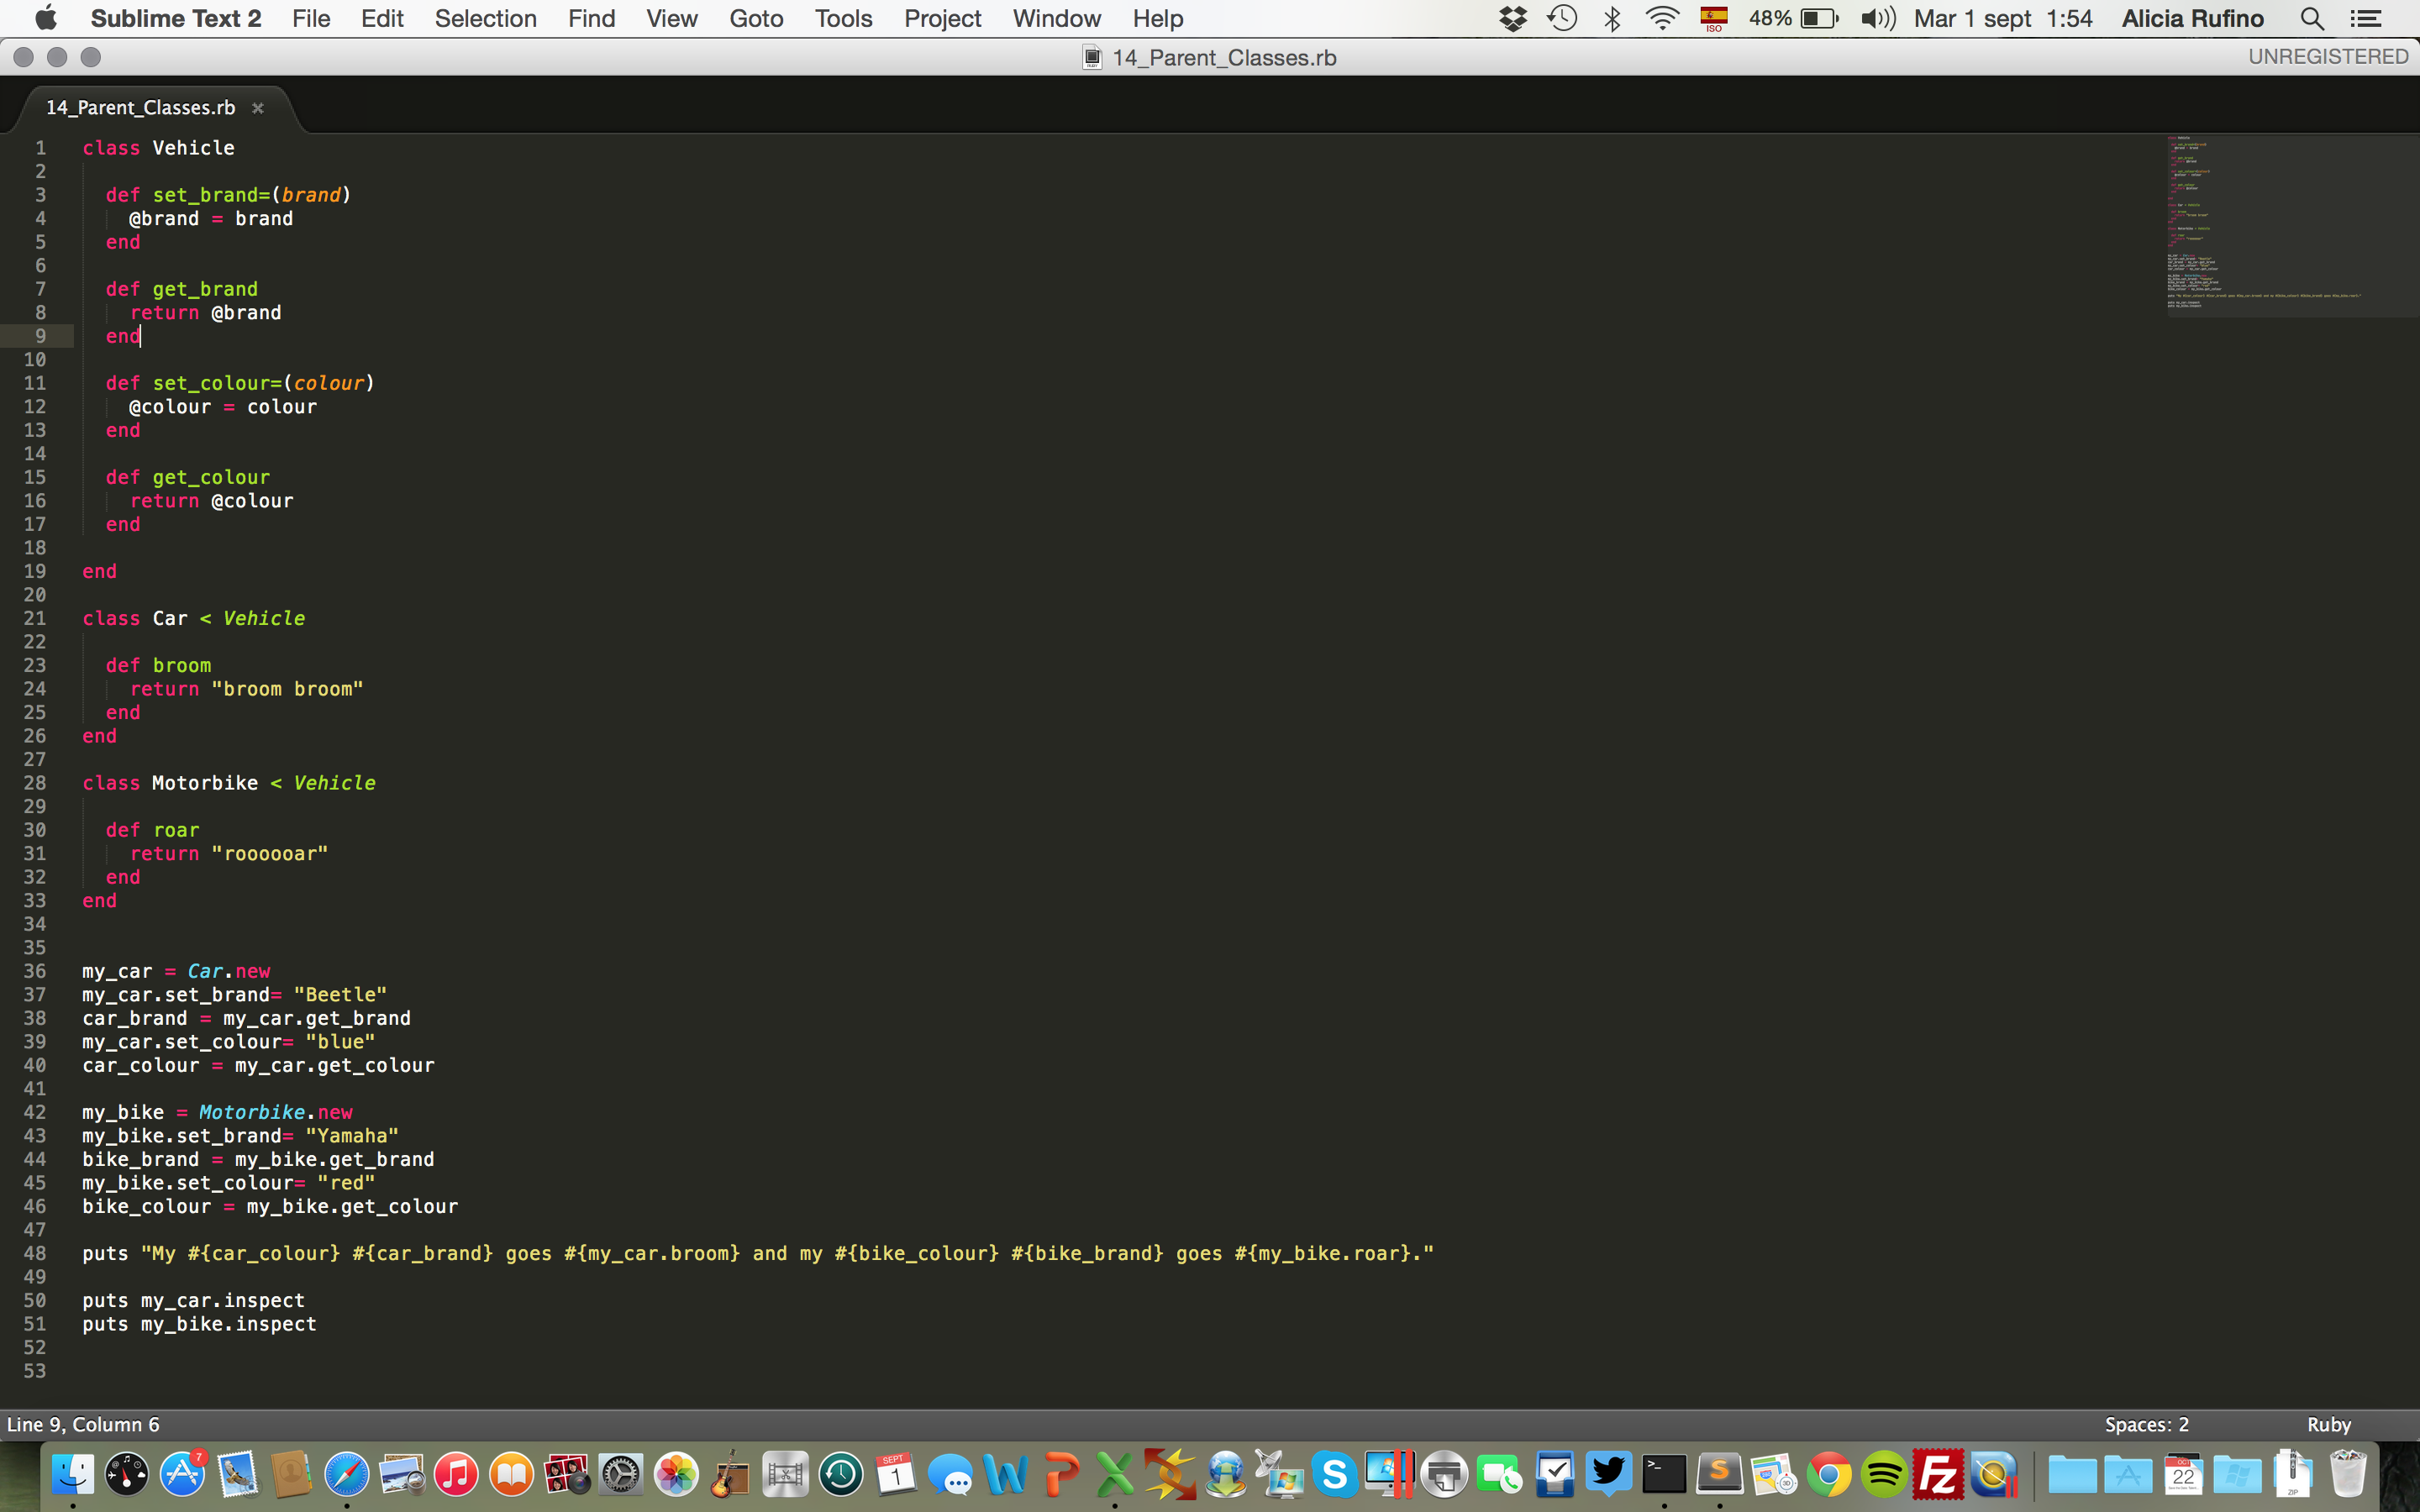 Sublime Text 2 File Edit Selection Find View Goto Tools Project Window Help ISO 48% Mar 1 sept 1:54 Alicia Rufino
14_Parent_Classes.rb UNREGISTERED
14_Parent_Classes.rb ×
1 class Vehicle
2
3   def set_brand=(brand)
4     @brand = brand
5   end
6
7   def get_brand
8     return @brand
9   end
10
11   def set_colour=(colour)
12     @colour = colour
13   end
14
15   def get_colour
16     return @colour
17   end
18
19 end
20
21 class Car < Vehicle
22
23   def broom
24     return "broom broom"
25   end
26 end
27
28 class Motorbike < Vehicle
29
30   def roar
31     return "roooooar"
32   end
33 end
34
35
36 my_car = Car.new
37 my_car.set_brand= "Beetle"
38 car_brand = my_car.get_brand
39 my_car.set_colour= "blue"
40 car_colour = my_car.get_colour
41
42 my_bike = Motorbike.new
43 my_bike.set_brand= "Yamaha"
44 bike_brand = my_bike.get_brand
45 my_bike.set_colour= "red"
46 bike_colour = my_bike.get_colour
47
48 puts "My #{car_colour} #{car_brand} goes #{my_car.broom} and my #{bike_colour} #{bike_brand} goes #{my_bike.roar}."
49
50 puts my_car.inspect
51 puts my_bike.inspect
52
53
Line 9, Column 6 Spaces: 2 Ruby
7 SEPT 1 W P X S >_ S 3D Fz 22 ZIP